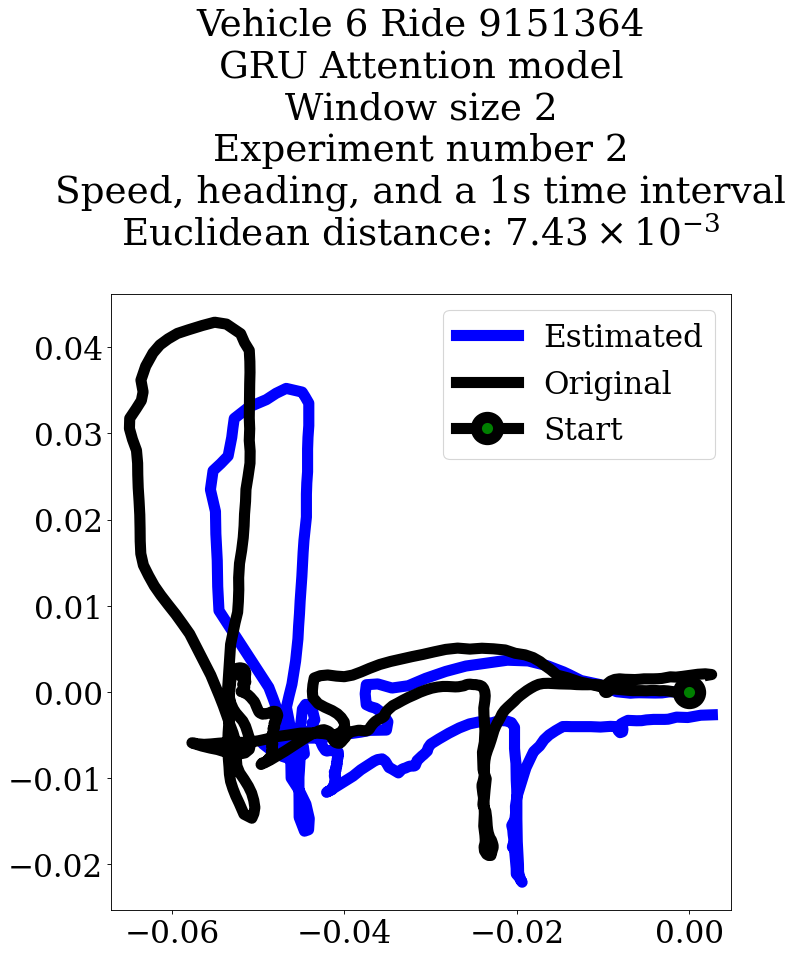 Vehicle 6 Ride 9151364
GRU Attention model
Window size 2
Experiment number 2
Speed, heading, and a 1s time interval
Euclidean distance: 7.43 × 10⁻³
Estimated
Original
Start
0.04
0.03
0.02
0.01
0.00
−0.01
−0.02
−0.06
−0.04
−0.02
0.00